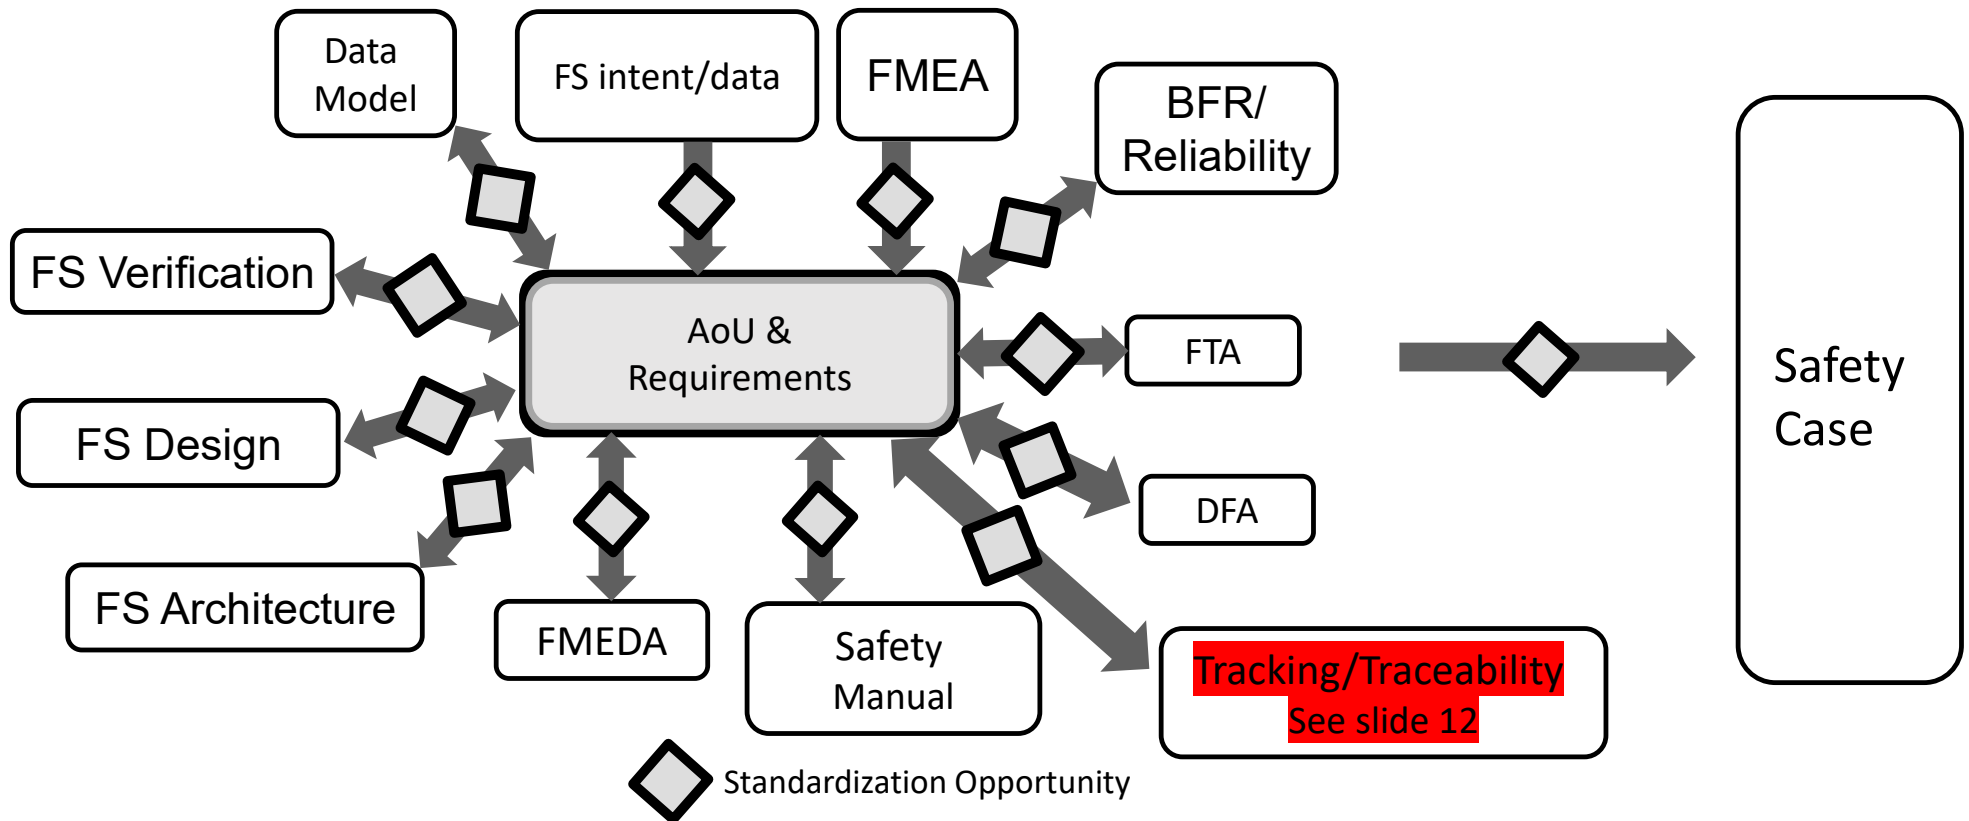 Data
Model
FS intent/data
FMEA
BFR/
Reliability
FS Verification
AoU &
Requirements
FTA
Safety
Case
FS Design
DFA
FS Architecture
FMEDA
Safety
Manual
Tracking/Traceability
See slide 12
Standardization Opportunity